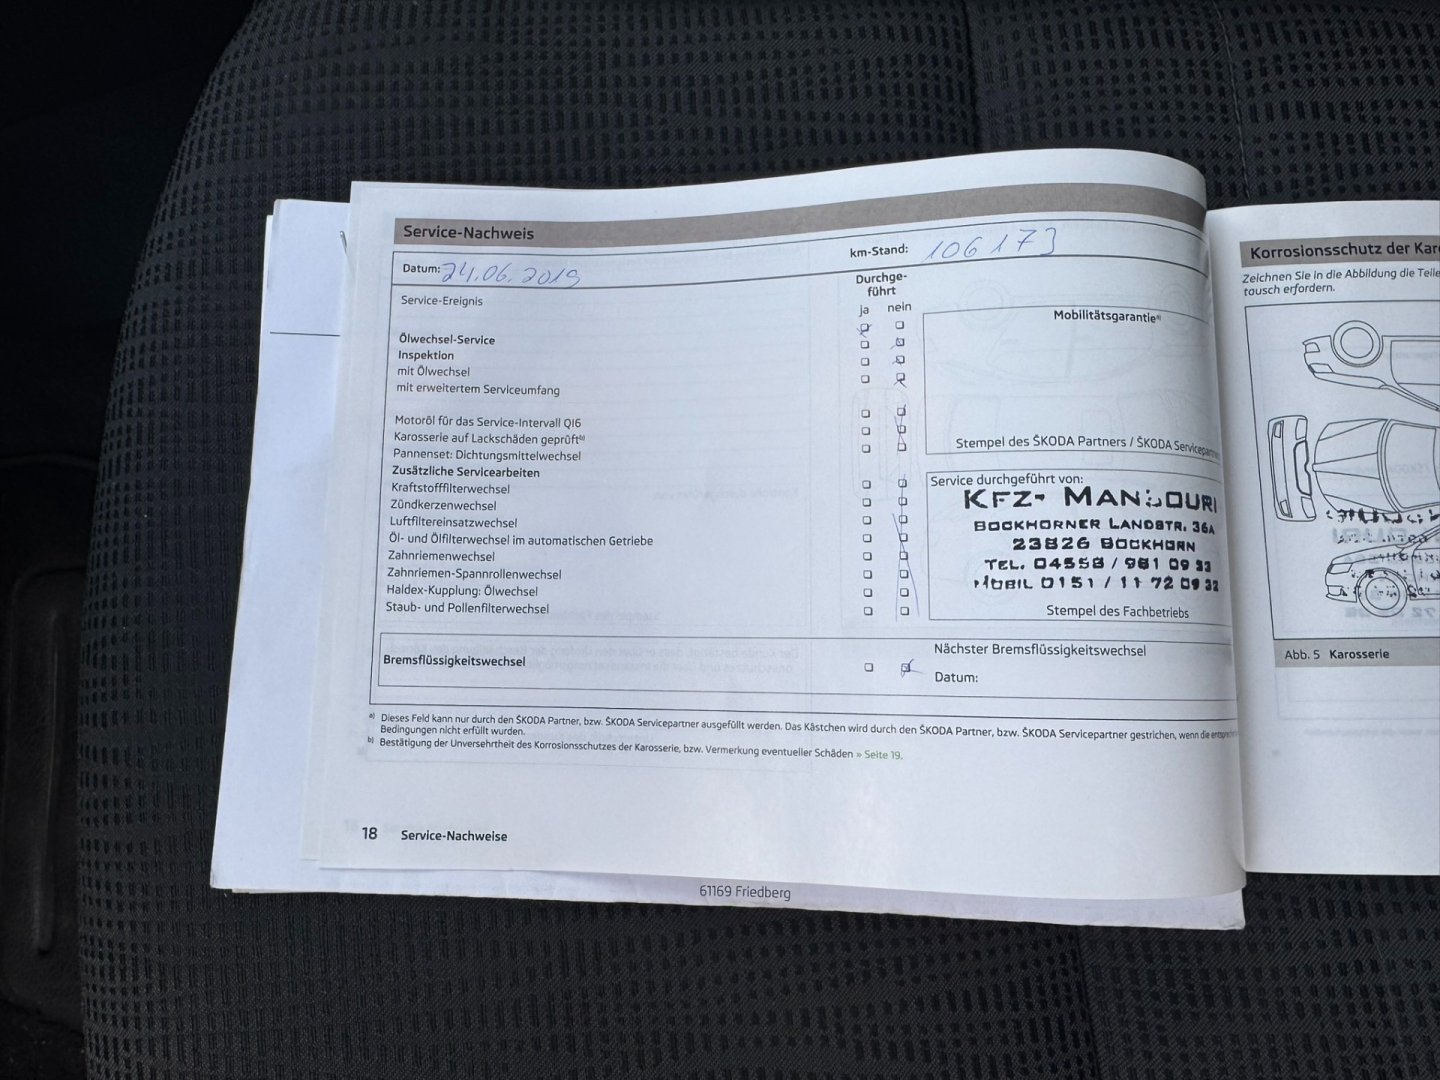 Service-Nachweis
Datum: 24.06.2019
km-Stand: 106173
Service-Ereignis
Durchge-
führt
ja nein
Ölwechsel-Service
Inspektion
mit Ölwechsel
mit erweitertem Serviceumfang
Motoröl für das Service-Intervall QI6
Karosserie auf Lackschäden geprüft b)
Pannenset: Dichtungsmittelwechsel
Zusätzliche Servicearbeiten
Kraftstofffilterwechsel
Zündkerzenwechsel
Luftfiltereinsatzwechsel
Öl- und Ölfilterwechsel im automatischen Getriebe
Zahnriemenwechsel
Zahnriemen-Spannrollenwechsel
Haldex-Kupplung: Ölwechsel
Staub- und Pollenfilterwechsel
Mobilitätsgarantie a)
Stempel des ŠKODA Partners / ŠKODA Servicepartners
Service durchgeführt von:
KFZ- MANSOURI
BOCKHORNER LANDSTR. 36A
23826 BOCKHORN
TEL. 04558 / 981 09 33
MOBIL 0151 / 11 72 09 32
Stempel des Fachbetriebs
Bremsflüssigkeitswechsel
Nächster Bremsflüssigkeitswechsel
Datum:
a) Dieses Feld kann nur durch den ŠKODA Partner, bzw. ŠKODA Servicepartner ausgefüllt werden. Das Kästchen wird durch den ŠKODA Partner, bzw. ŠKODA Servicepartner gestrichen, wenn die
Bedingungen nicht erfüllt wurden.
b) Bestätigung der Unversehrtheit des Korrosionsschutzes der Karosserie, bzw. Vermerkung eventueller Schäden » Seite 19.
18 Service-Nachweise
61169 Friedberg
Korrosionsschutz der Karo
Zeichnen Sie in die Abbildung die Teile
tausch erfordern.
Abb. 5 Karosserie